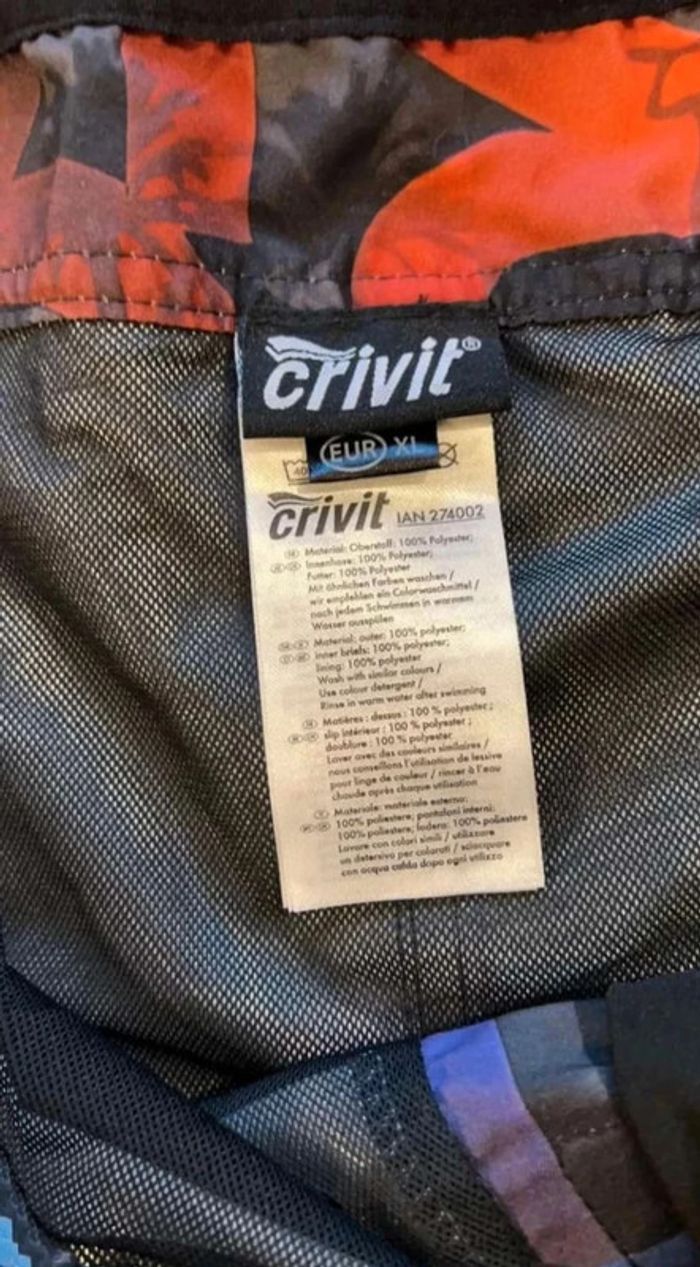 crivit®
EUR XL
40
crivit IAN 274002
Material: Oberstoff: 100% Polyester;
Innenhose: 100% Polyester;
Futter: 100% Polyester
Mit ähnlichen Farben waschen /
wir empfehlen ein Colorwaschmittel /
nach jedem Schwimmen in warmem
Wasser ausspülen
Material: outer: 100% polyester;
inner briefs: 100% polyester;
lining: 100% polyester
Wash with similar colours /
Use colour detergent /
Rinse in warm water after swimming
Matières : dessus : 100 % polyester ;
slip intérieur : 100 % polyester ;
doublure : 100 % polyester
Laver avec des couleurs similaires /
nous conseillons l'utilisation de lessive
pour linge de couleur / rincer à l'eau
chaude après chaque utilisation
Materiale: materiale esterno:
100% poliestere; pantaloni interni:
100% poliestere; fodera: 100% poliestere
Lavare con colori simili / utilizzare
un detersivo per colorati / sciacquare
con acqua calda dopo ogni utilizzo